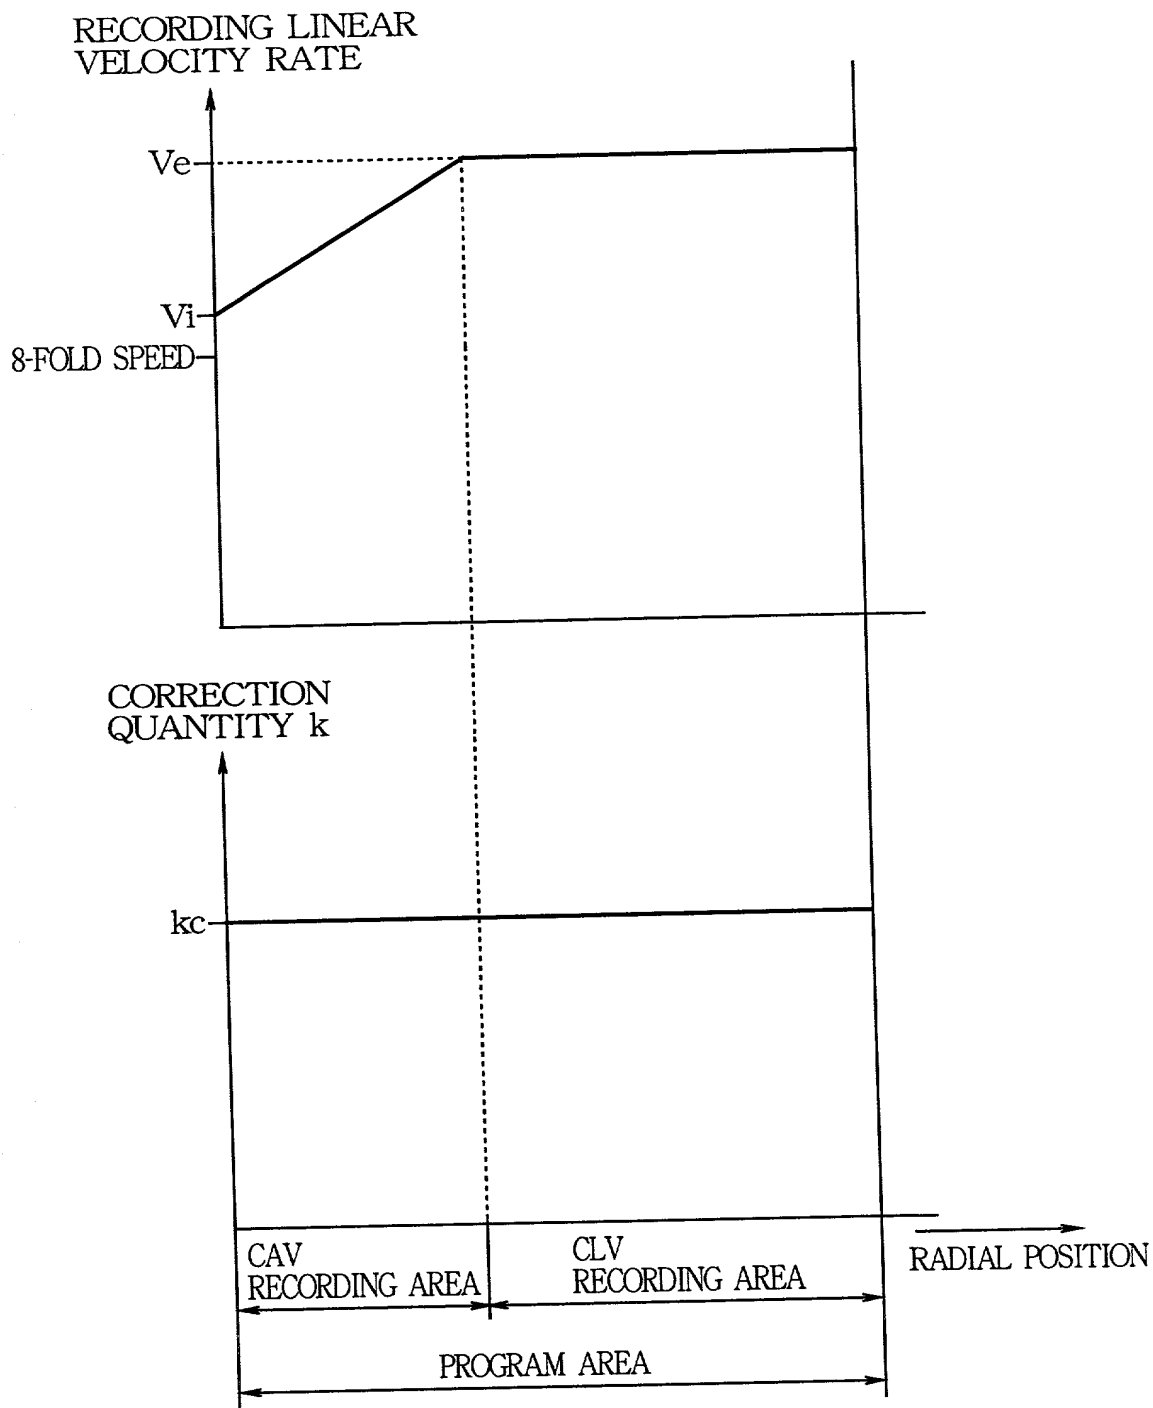 RECORDING LINEAR
VELOCITY RATE
Ve
Vi
8-FOLD SPEED
CORRECTION
QUANTITY k
kc
CAV
RECORDING AREA
CLV
RECORDING AREA
RADIAL POSITION
PROGRAM AREA